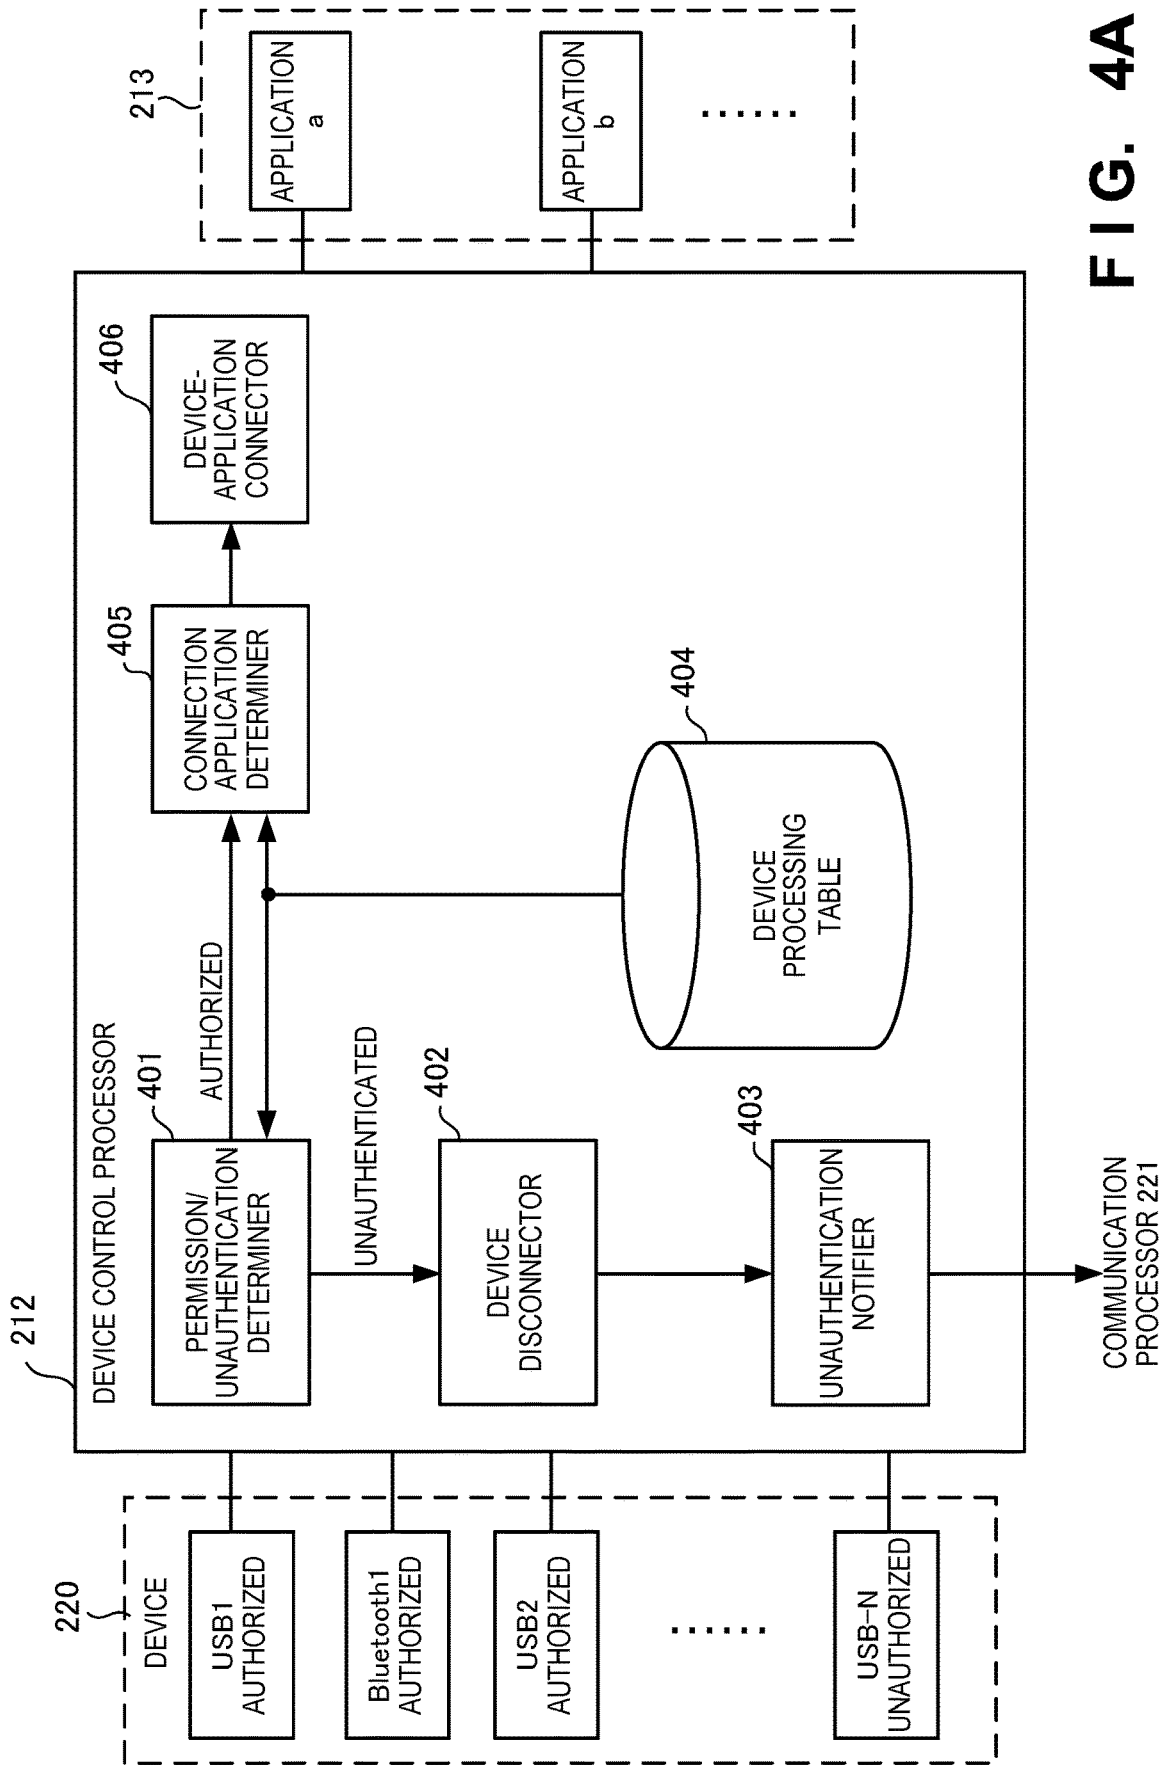 FIG. 4A
212
DEVICE CONTROL PROCESSOR
220
DEVICE
USB1
AUTHORIZED
Bluetooth1
AUTHORIZED
USB2
AUTHORIZED
......
USB-N
UNAUTHORIZED
401
PERMISSION/
UNAUTHENTICATION
DETERMINER
AUTHORIZED
UNAUTHENTICATED
402
DEVICE
DISCONNECTOR
403
UNAUTHENTICATION
NOTIFIER
COMMUNICATION
PROCESSOR 221
404
DEVICE
PROCESSING
TABLE
405
CONNECTION
APPLICATION
DETERMINER
406
DEVICE-
APPLICATION
CONNECTOR
213
APPLICATION
a
APPLICATION
b
......